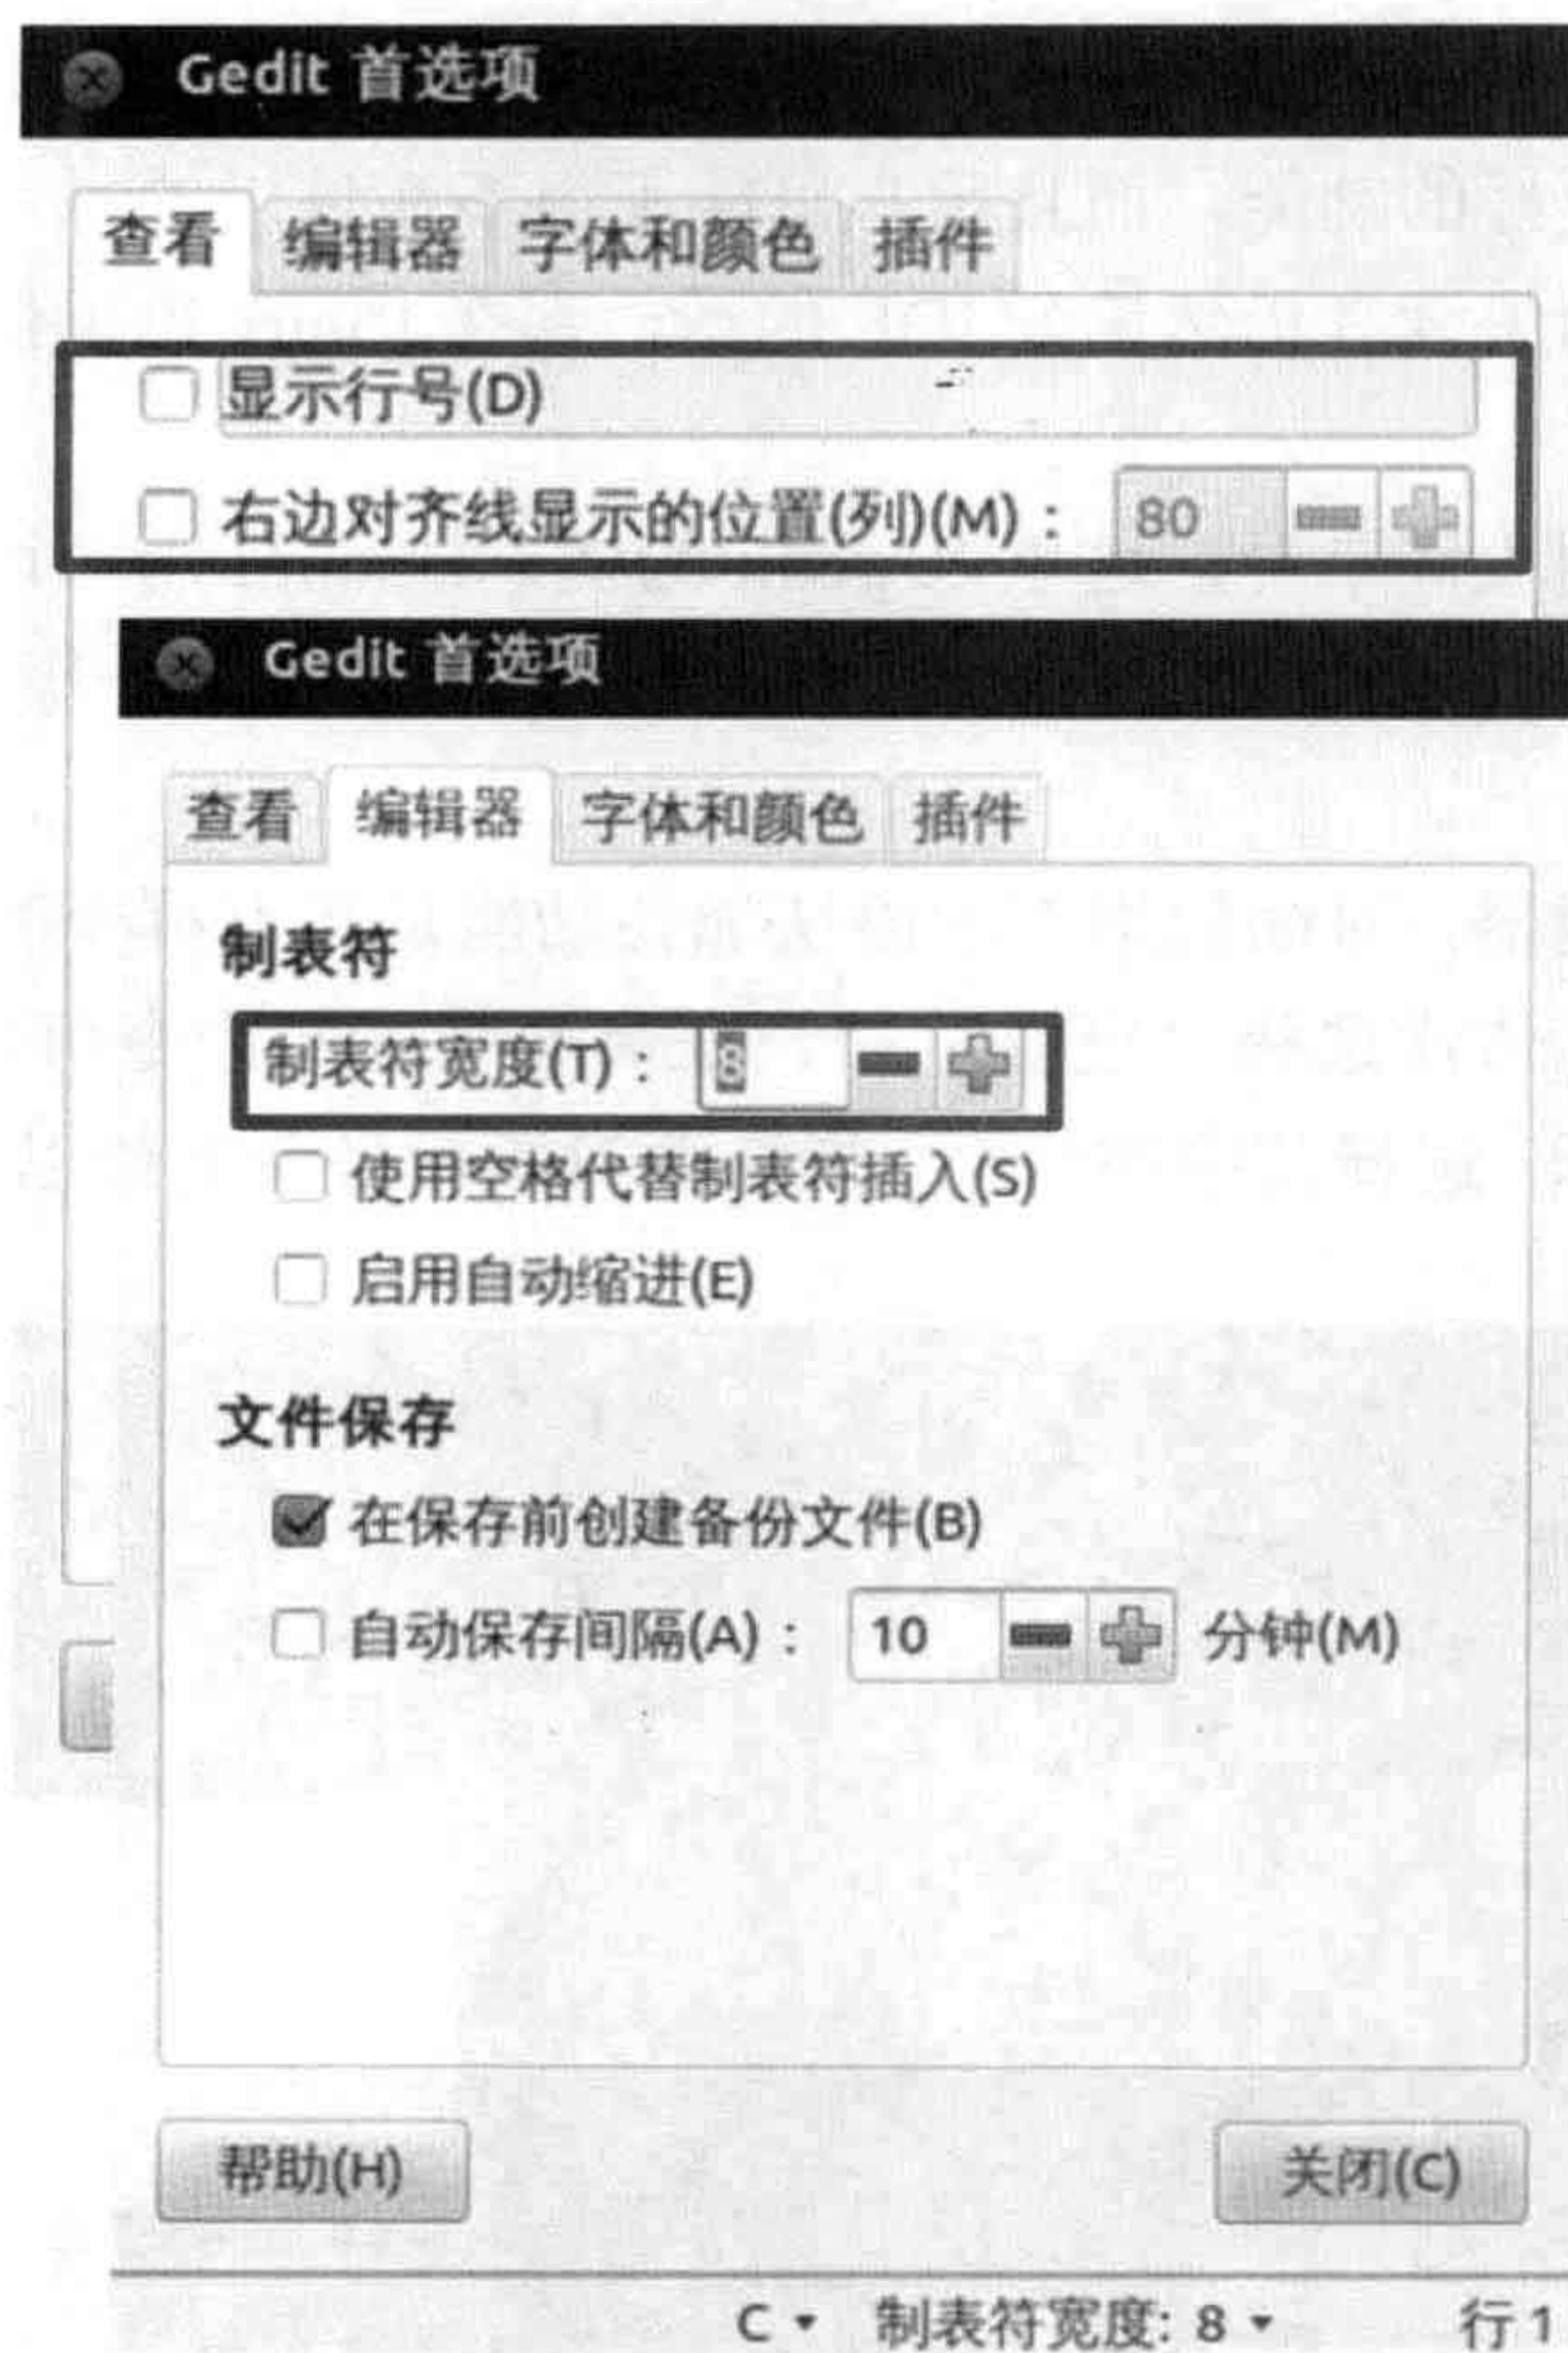 Gedit 首选项
查看 编辑器 字体和颜色 插件
显示行号(D)
右边对齐线显示的位置(列)(M)： 80
Gedit 首选项
查看 编辑器 字体和颜色 插件
制表符
制表符宽度(T)： 8
使用空格代替制表符插入(S)
启用自动缩进(E)
文件保存
在保存前创建备份文件(B)
自动保存间隔(A)： 10 分钟(M)
帮助(H) 关闭(C)
C 制表符宽度: 8 行 1